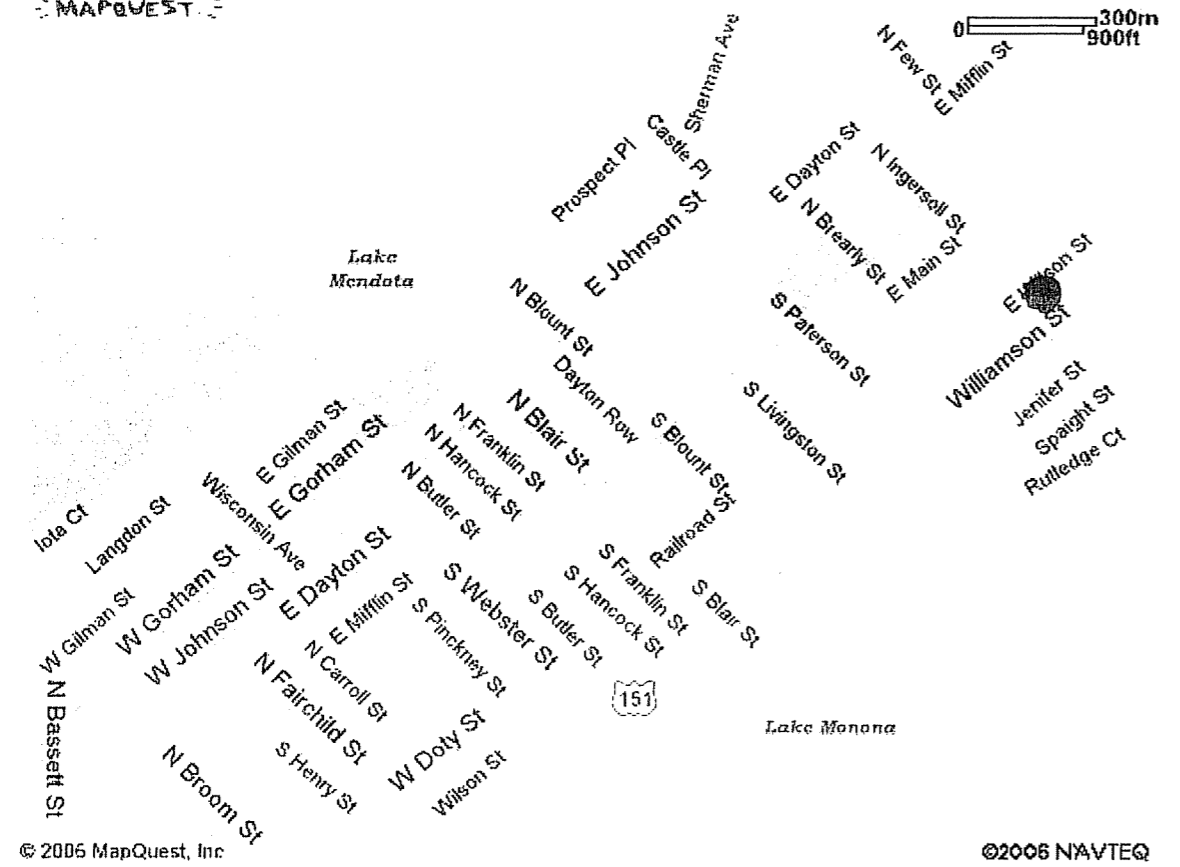 MAPQUEST
0 300m
900ft
Sherman Ave
N Few St
E Mifflin St
Castle Pl
Prospect Pl
E Dayton St
N Ingersoll St
E Johnson St
N Brearly St
E Main St
Lake
Mendota
N Blount St
S Paterson St
Williamson St
Dayton Row
Jenifer St
Spaight St
Rutledge Ct
N Blair St
S Livingston St
E Gilman St
E Gorham St
N Franklin St
N Hancock St
N Butler St
S Blount St
Railroad St
Wisconsin Ave
Iota Ct
Langdon St
W Gorham St
W Johnson St
W Gilman St
E Dayton St
E Mifflin St
S Webster St
S Pinckney St
S Butler St
S Hancock St
S Franklin St
S Blair St
N Carroll St
N Fairchild St
151
Lake Monona
N Bassett St
W Doty St
Wilson St
S Henry St
N Broom St
© 2006 MapQuest, Inc
©2006 NAVTEQ